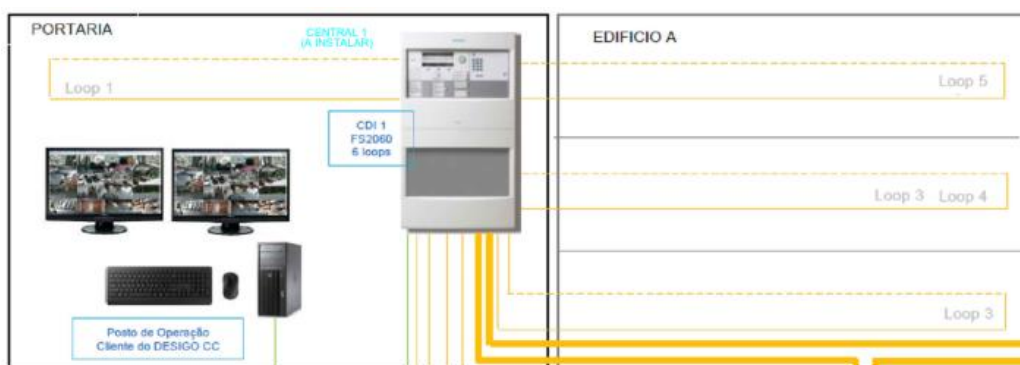 PORTARIA
CENTRAL 1
(A INSTALAR)
Loop 1
CDI 1
FS2060
6 loops
Posto de Operação
Cliente do DESIGO CC
EDIFICIO A
Loop 5
Loop 3 Loop 4
Loop 3